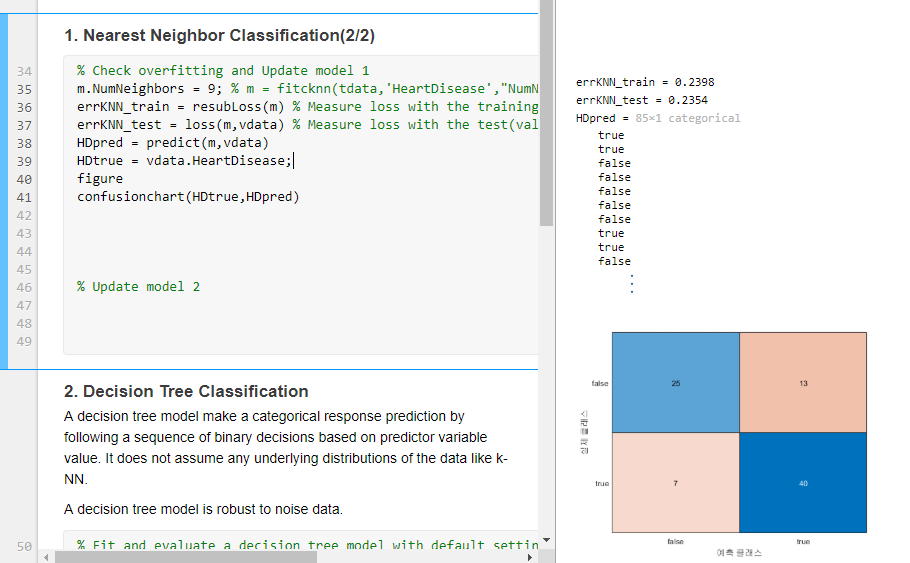 1. Nearest Neighbor Classification(2/2)
34 % Check overfitting and Update model 1
35 m.NumNeighbors = 9; % m = fitcknn(tdata,'HeartDisease',"NumN
36 errKNN_train = resubLoss(m) % Measure loss with the training
37 errKNN_test = loss(m,vdata) % Measure loss with the test(val
38 HDpred = predict(m,vdata)
39 HDtrue = vdata.HeartDisease;
40 figure
41 confusionchart(HDtrue,HDpred)
42
43
44
45
46 % Update model 2
47
48
49
2. Decision Tree Classification
A decision tree model make a categorical response prediction by
following a sequence of binary decisions based on predictor variable
value. It does not assume any underlying distributions of the data like k-
NN.
A decision tree model is robust to noise data.
50 % Fit and evaluate a decision tree model with default settin
errKNN_train = 0.2398
errKNN_test = 0.2354
HDpred = 85×1 categorical
true
true
false
false
false
false
false
true
true
false
실제 클래스
false 25 13
true 7 40
false true
예측 클래스